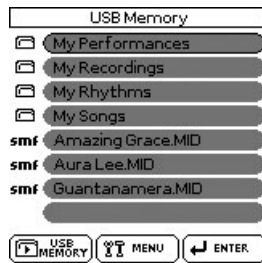 USB Memory
My Performances
My Recordings
My Rhythms
My Songs
smf Amazing Grace.MID
smf Aura Lee.MID
smf Guantanamera.MID
USB MEMORY MENU ENTER